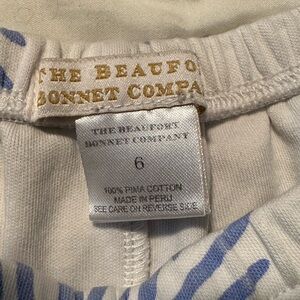 THE BEAUFO
BONNET COMPA
THE BEAUFORT
BONNET COMPANY
6
100% PIMA COTTON
MADE IN PERU
SEE CARE ON REVERSE SIDE